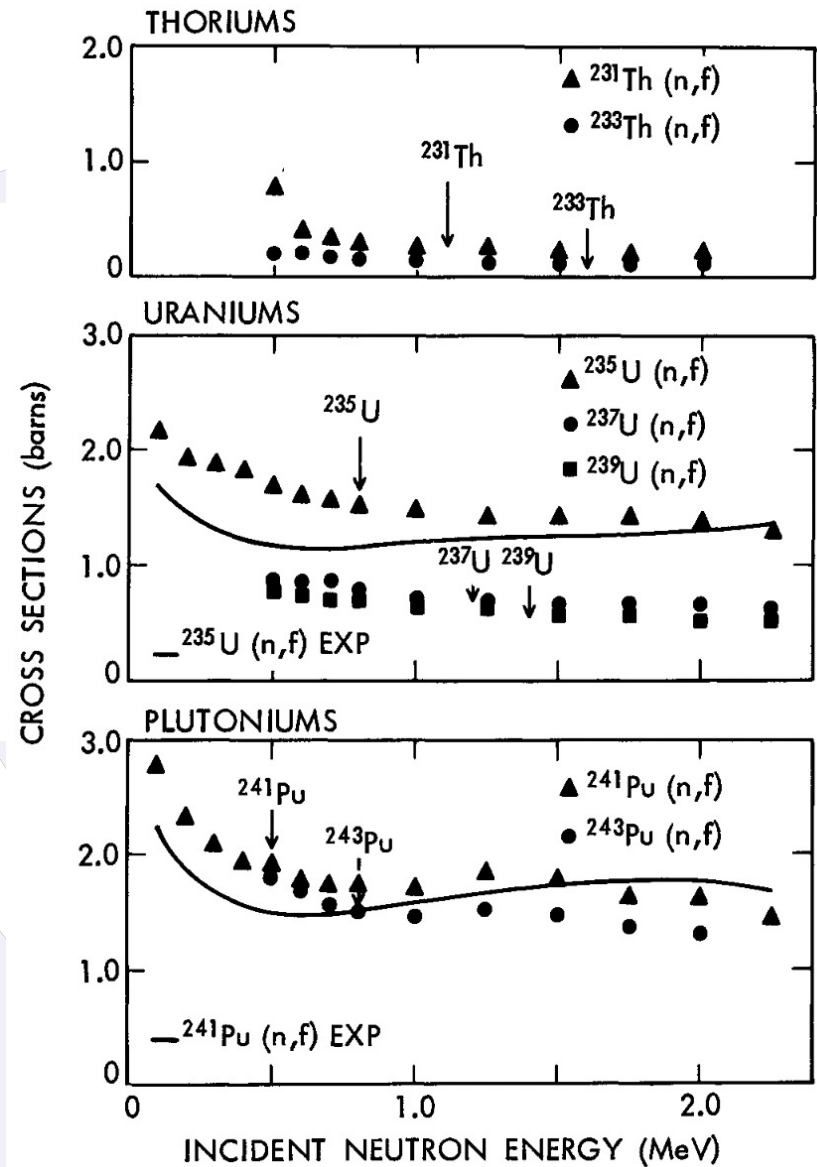 THORIUMS
2.0
1.0
0
▲ ²³¹Th (n,f)
● ²³³Th (n,f)
²³¹Th
²³³Th
URANIUMS
3.0
2.0
1.0
0
▲ ²³⁵U (n,f)
● ²³⁷U (n,f)
■ ²³⁹U (n,f)
²³⁵U
²³⁷U ²³⁹U
— ²³⁵U (n,f) EXP
CROSS SECTIONS (barns)
PLUTONIUMS
3.0
2.0
1.0
0
▲ ²⁴¹Pu (n,f)
● ²⁴³Pu (n,f)
²⁴¹Pu
²⁴³Pu
— ²⁴¹Pu (n,f) EXP
0 1.0 2.0
INCIDENT NEUTRON ENERGY (MeV)